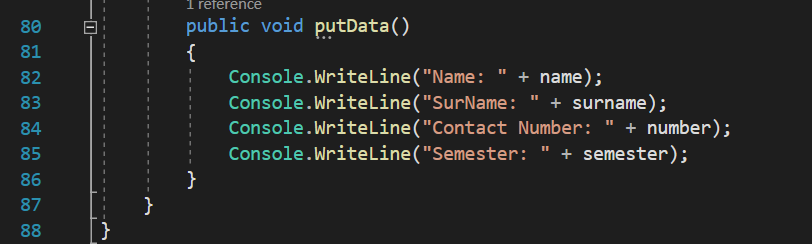 1 reference
80 public void putData()
81 {
82 Console.WriteLine("Name: " + name);
83 Console.WriteLine("SurName: " + surname);
84 Console.WriteLine("Contact Number: " + number);
85 Console.WriteLine("Semester: " + semester);
86 }
87 }
88 }